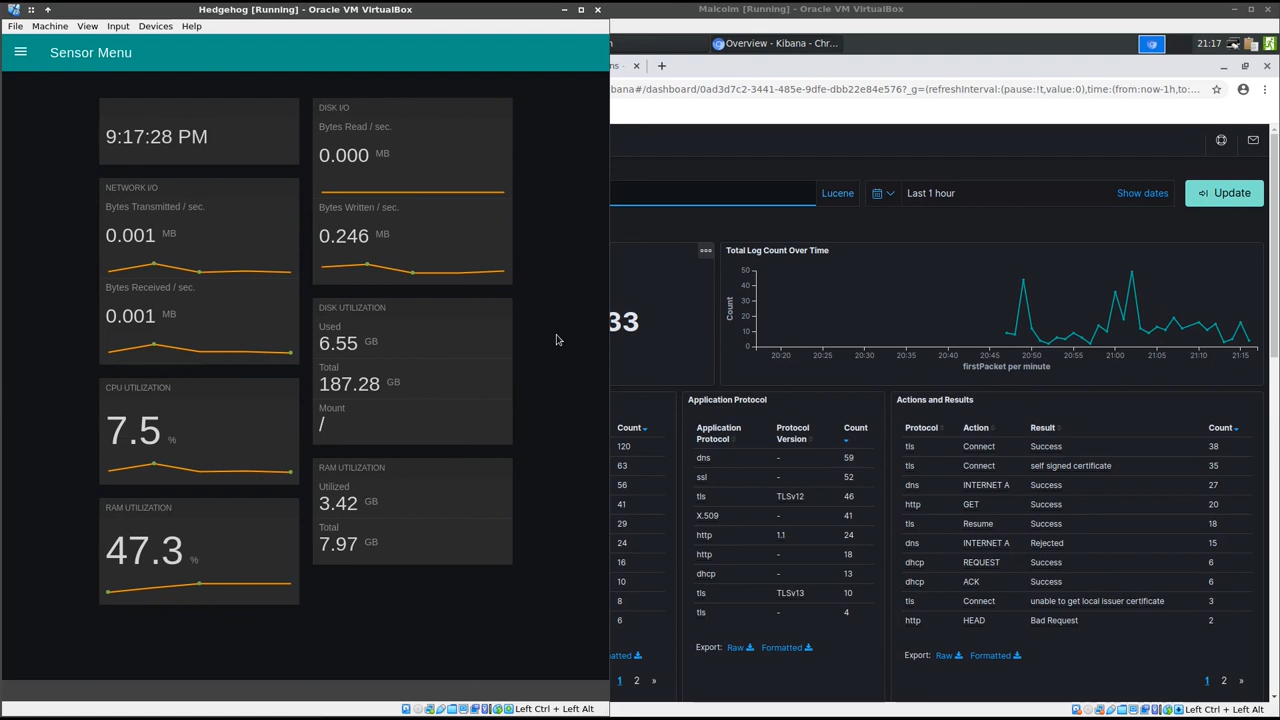 Hedgehog [Running] - Oracle VM VirtualBox
File Machine View Input Devices Help
Sensor Menu
9:17:28 PM
NETWORK I/O
Bytes Transmitted / sec.
0.001 MB
Bytes Received / sec.
0.001 MB
CPU UTILIZATION
7.5 %
RAM UTILIZATION
47.3 %
DISK I/O
Bytes Read / sec.
0.000 MB
Bytes Written / sec.
0.246 MB
DISK UTILIZATION
Used
6.55 GB
Total
187.28 GB
Mount
/
RAM UTILIZATION
Utilized
3.42 GB
Total
7.97 GB
Left Ctrl + Left Alt
Malcolm [Running] - Oracle VM VirtualBox
Overview - Kibana - Chr...
21:17
ns
bana#/dashboard/0ad3d7c2-3441-485e-9dfe-dbb22e84e576?_g=(refreshInterval:(pause:!t,value:0),time:(from:now-1h,to:...
Lucene
Last 1 hour
Show dates
Update
33
Total Log Count Over Time
Count
50
40
30
20
10
0
20:20 20:25 20:30 20:35 20:40 20:45 20:50 20:55 21:00 21:05 21:10 21:15
firstPacket per minute
Count
120
63
56
41
29
24
16
10
8
6
rmatted
1 2 »
Application Protocol
Application Protocol Protocol Version Count
dns - 59
ssl - 52
tls TLSv12 46
X.509 - 41
http 1.1 24
http - 18
dhcp - 13
tls TLSv13 10
tls - 4
Export: Raw Formatted
Actions and Results
Protocol Action Result Count
tls Connect Success 38
tls Connect self signed certificate 35
dns INTERNET A Success 27
http GET Success 20
tls Resume Success 18
dns INTERNET A Rejected 15
dhcp REQUEST Success 6
dhcp ACK Success 6
tls Connect unable to get local issuer certificate 3
http HEAD Bad Request 2
Export: Raw Formatted
1 2 »
Left Ctrl + Left Alt